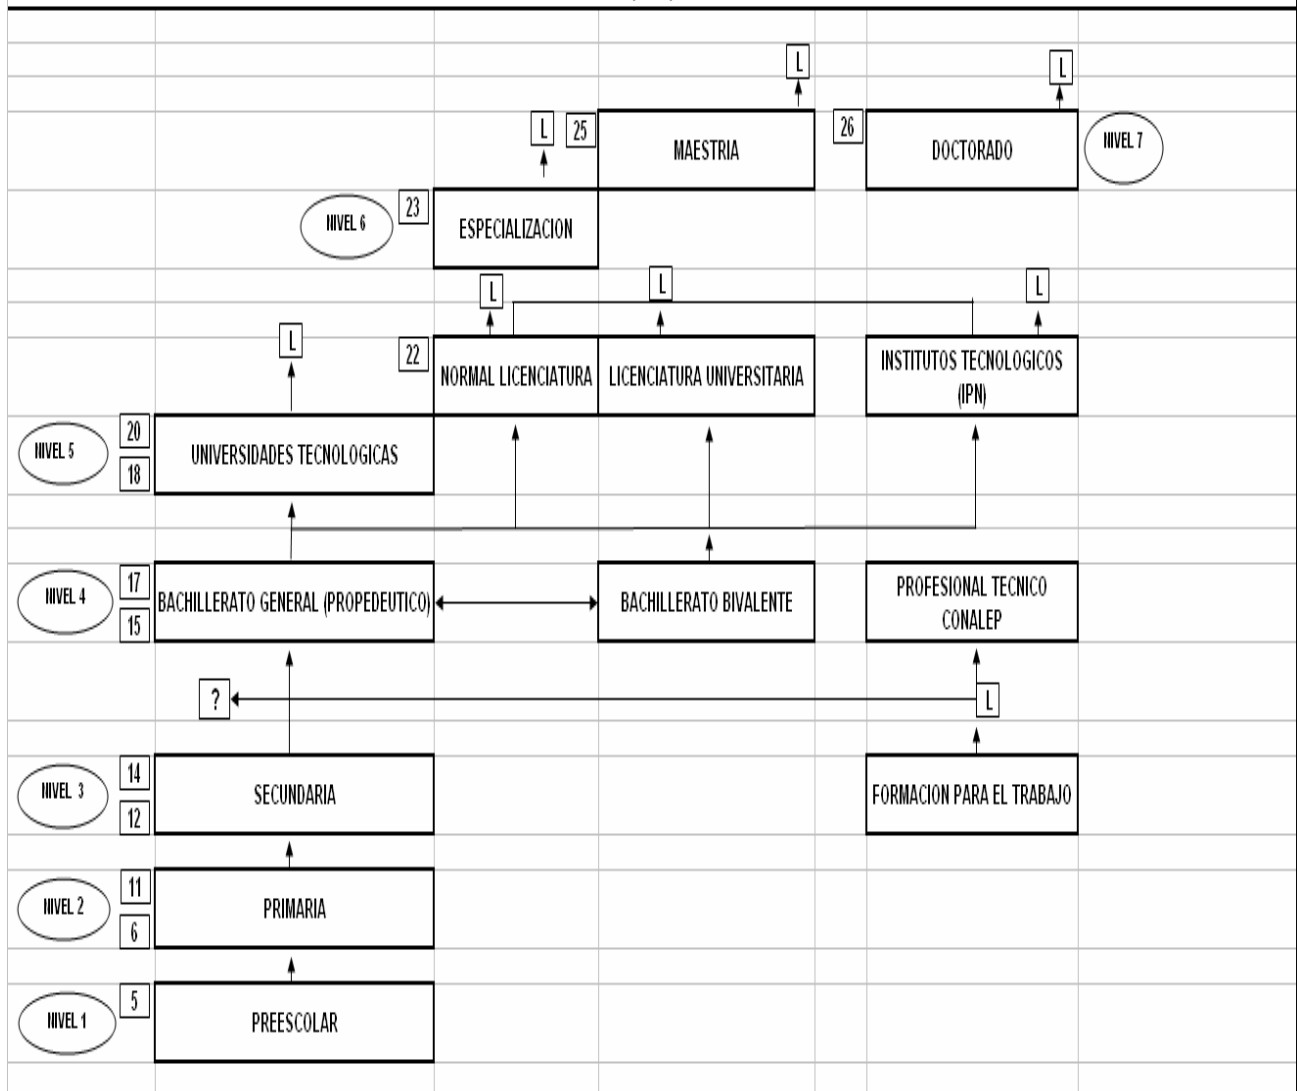 L
L
L
25
MAESTRIA
26
DOCTORADO
NIVEL 7
NIVEL 6
23
ESPECIALIZACION
L
L
L
L
22
NORMAL LICENCIATURA
LICENCIATURA UNIVERSITARIA
INSTITUTOS TECNOLOGICOS
(IPN)
NIVEL 5
20
18
UNIVERSIDADES TECNOLOGICAS
NIVEL 4
17
15
BACHILLERATO GENERAL (PROPEDEUTICO)
BACHILLERATO BIVALENTE
PROFESIONAL TECNICO
CONALEP
?
L
NIVEL 3
14
12
SECUNDARIA
FORMACION PARA EL TRABAJO
NIVEL 2
11
6
PRIMARIA
NIVEL 1
5
PREESCOLAR